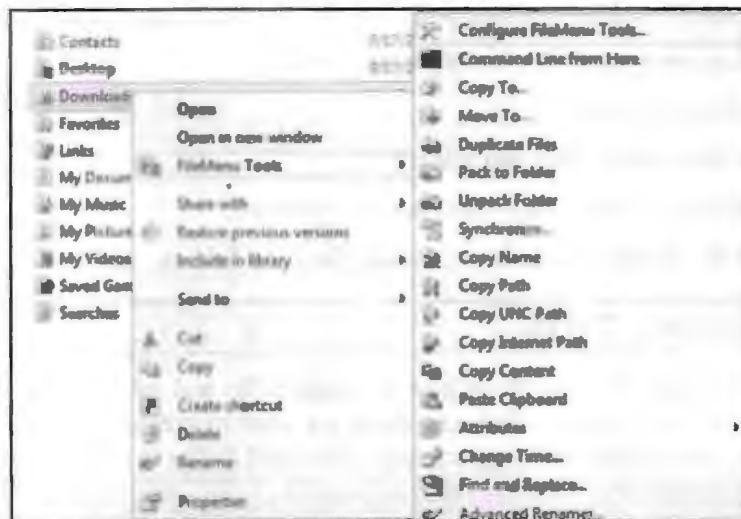 Contacts
Desktop
Favorites
Links
My Music
My Videos
Searches
Open
Open in new window
FileMenu Tools
Share with
Restore previous versions
Include in library
Send to
Cut
Copy
Create shortcut
Delete
Rename
Properties
Configure FileMenu Tools...
Command Line from Here
Copy To...
Move To...
Duplicate Files
Pack to Folder
Unpack Folder
Synchronize...
Copy Name
Copy Path
Copy UNC Path
Copy Internet Path
Copy Content
Paste Clipboard
Attributes
Change Time...
Find and Replace...
Advanced Renamer...